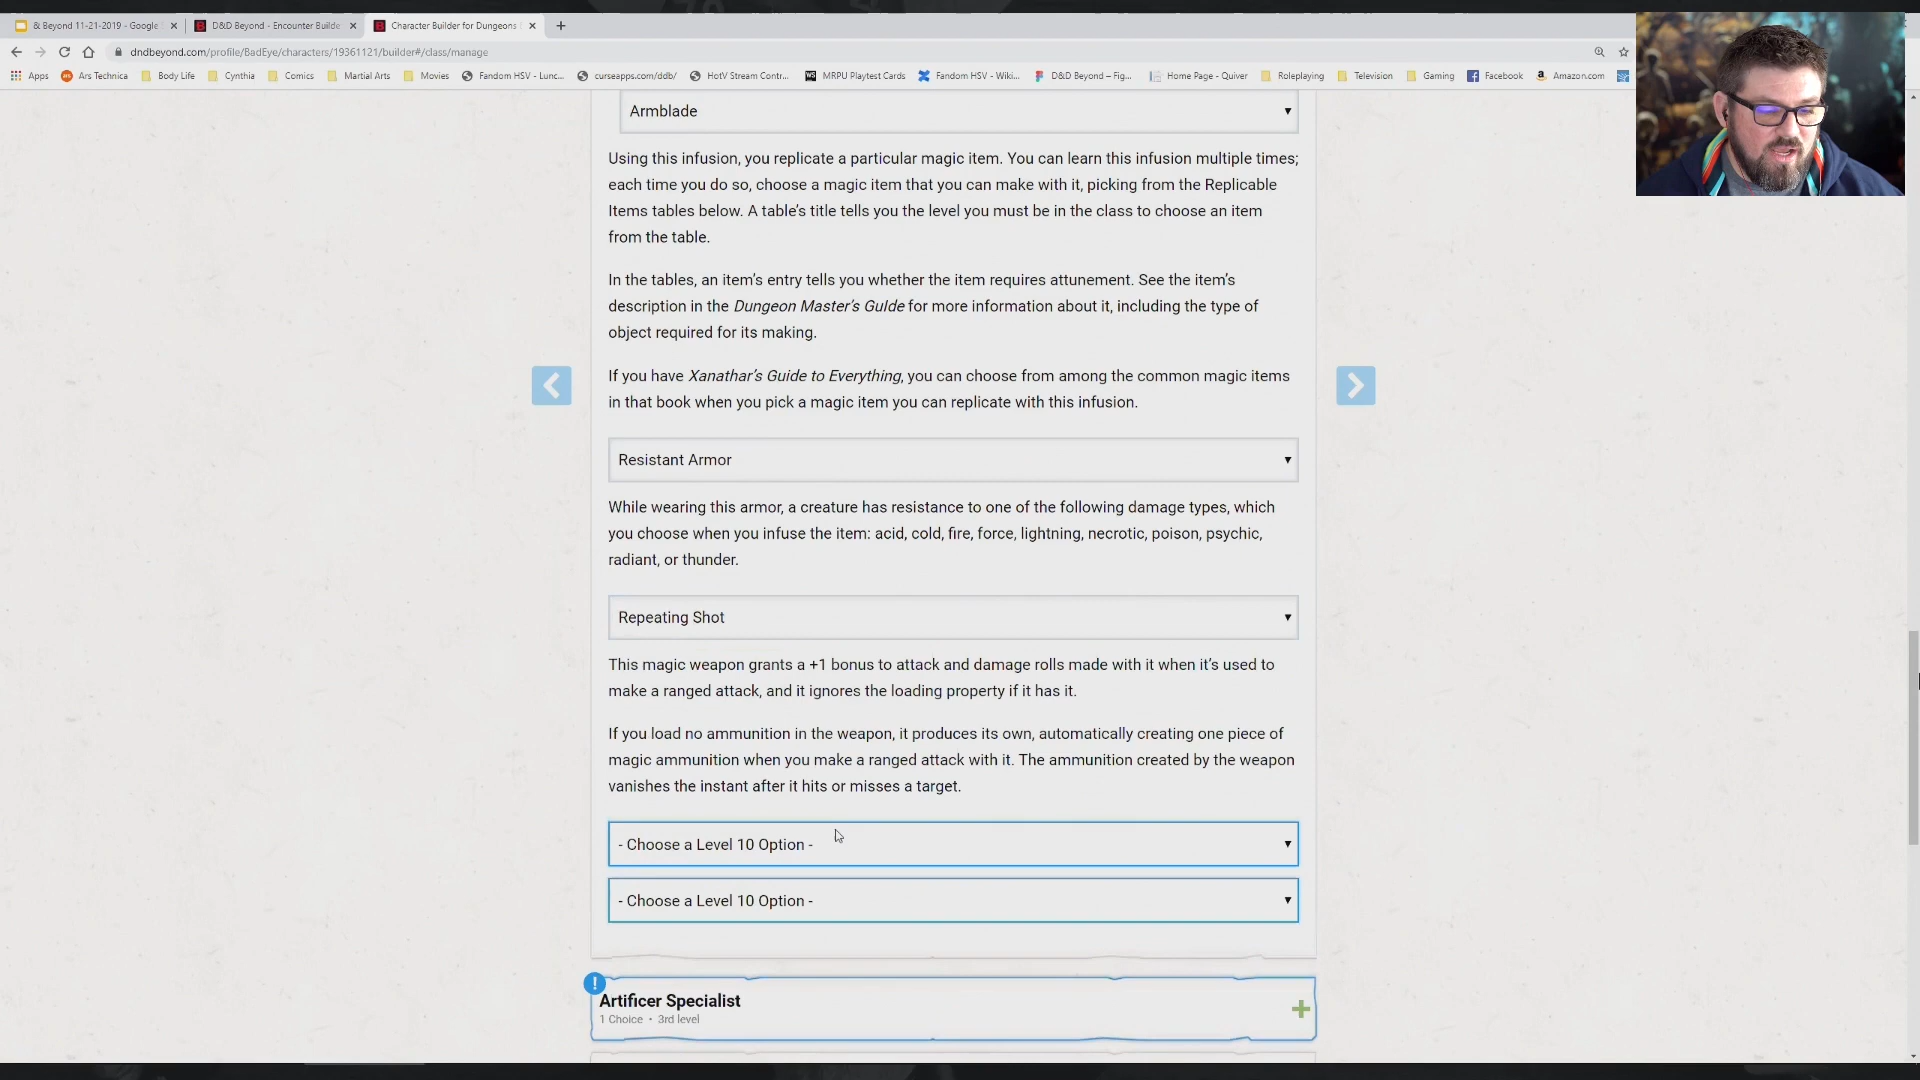 & Beyond 11-21-2019 - Google
D&D Beyond - Encounter Builde
Character Builder for Dungeons
dndbeyond.com/profile/BadEye/characters/19361121/builder#/class/manage
Apps Ars Technica Body Life Cynthia Comics Martial Arts Movies Fandom HSV - Lunc... curseapps.com/ddb/ HotV Stream Contr... MRPU Playtest Cards Fandom HSV - Wiki... D&D Beyond – Fig... Home Page - Quiver Roleplaying Television Gaming Facebook Amazon.com
Armblade
Using this infusion, you replicate a particular magic item. You can learn this infusion multiple times;
each time you do so, choose a magic item that you can make with it, picking from the Replicable
Items tables below. A table’s title tells you the level you must be in the class to choose an item
from the table.
In the tables, an item’s entry tells you whether the item requires attunement. See the item’s
description in the Dungeon Master’s GuIde for more information about it, including the type of
object required for its making.
If you have Xanathar’s Guide to Everything, you can choose from among the common magic items
in that book when you pick a magic item you can replicate with this infusion.
Resistant Armor
While wearing this armor, a creature has resistance to one of the following damage types, which
you choose when you infuse the item: acid, cold, fire, force, lightning, necrotic, poison, psychic,
radiant, or thunder.
Repeating Shot
This magic weapon grants a +1 bonus to attack and damage rolls made with it when it’s used to
make a ranged attack, and it ignores the loading property if it has it.
If you load no ammunition in the weapon, it produces its own, automatically creating one piece of
magic ammunition when you make a ranged attack with it. The ammunition created by the weapon
vanishes the instant after it hits or misses a target.
- Choose a Level 10 Option -
- Choose a Level 10 Option -
!
Artificer Specialist
1 Choice • 3rd level